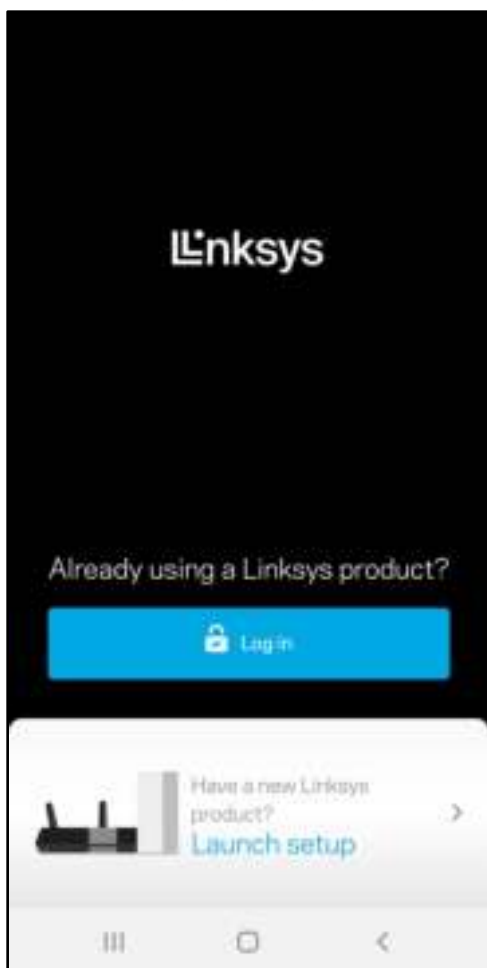 Linksys
Already using a Linksys product?
Log in
Have a new Linksys
product?
Launch setup